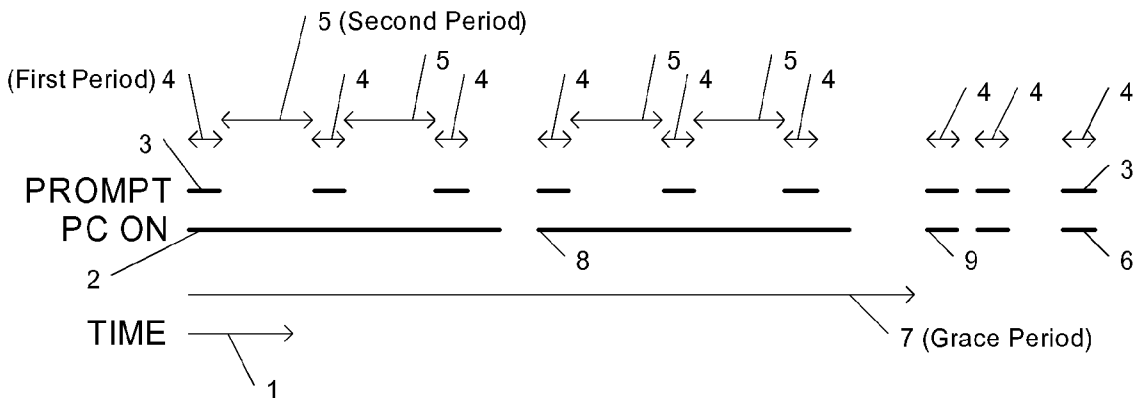 5 (Second Period)
5 5 5
(First Period) 4 4 4 4 4 4
4 4 4
3
PROMPT 3
PC ON
2 8 9 6
TIME 7 (Grace Period)
1